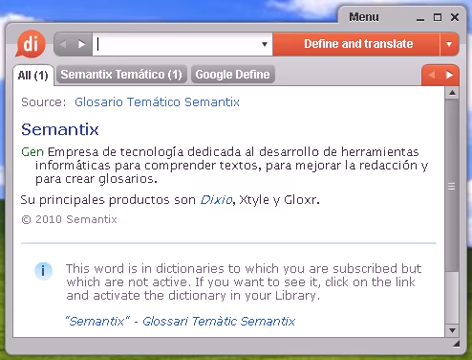 Menu
di
Define and translate
All (1)
Semantix Temático (1)
Google Define
Source: Glosario Temático Semantix
Semantix
Gen Empresa de tecnología dedicada al desarrollo de herramientas
informáticas para comprender textos, para mejorar la redacción y
para crear glosarios.
Su principales producton son Dixio, Xtyle y Gloxr.
© 2010 Semantix
i
This word is in dictionaries to which you are subscribed but
which are not active. If you want to see it, click on the link
and activate the dictionary in your Library.
"Semantix" - Glossari Temàtic Semantix